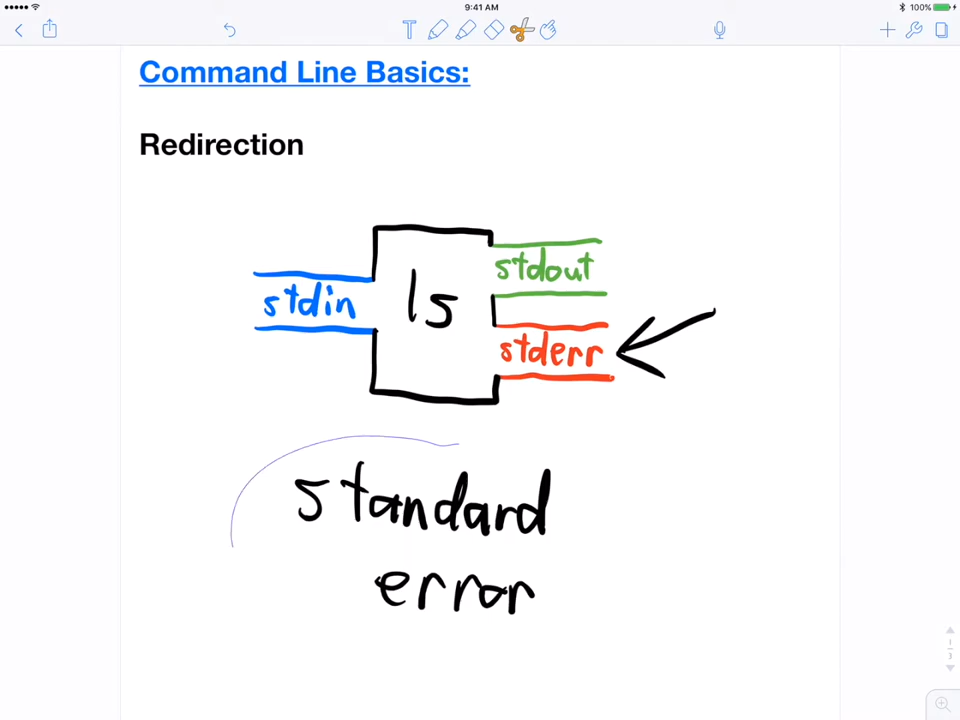 9:41 AM
100%
T
Command Line Basics:
Redirection
stdin
ls
stdout
stderr
standard
error